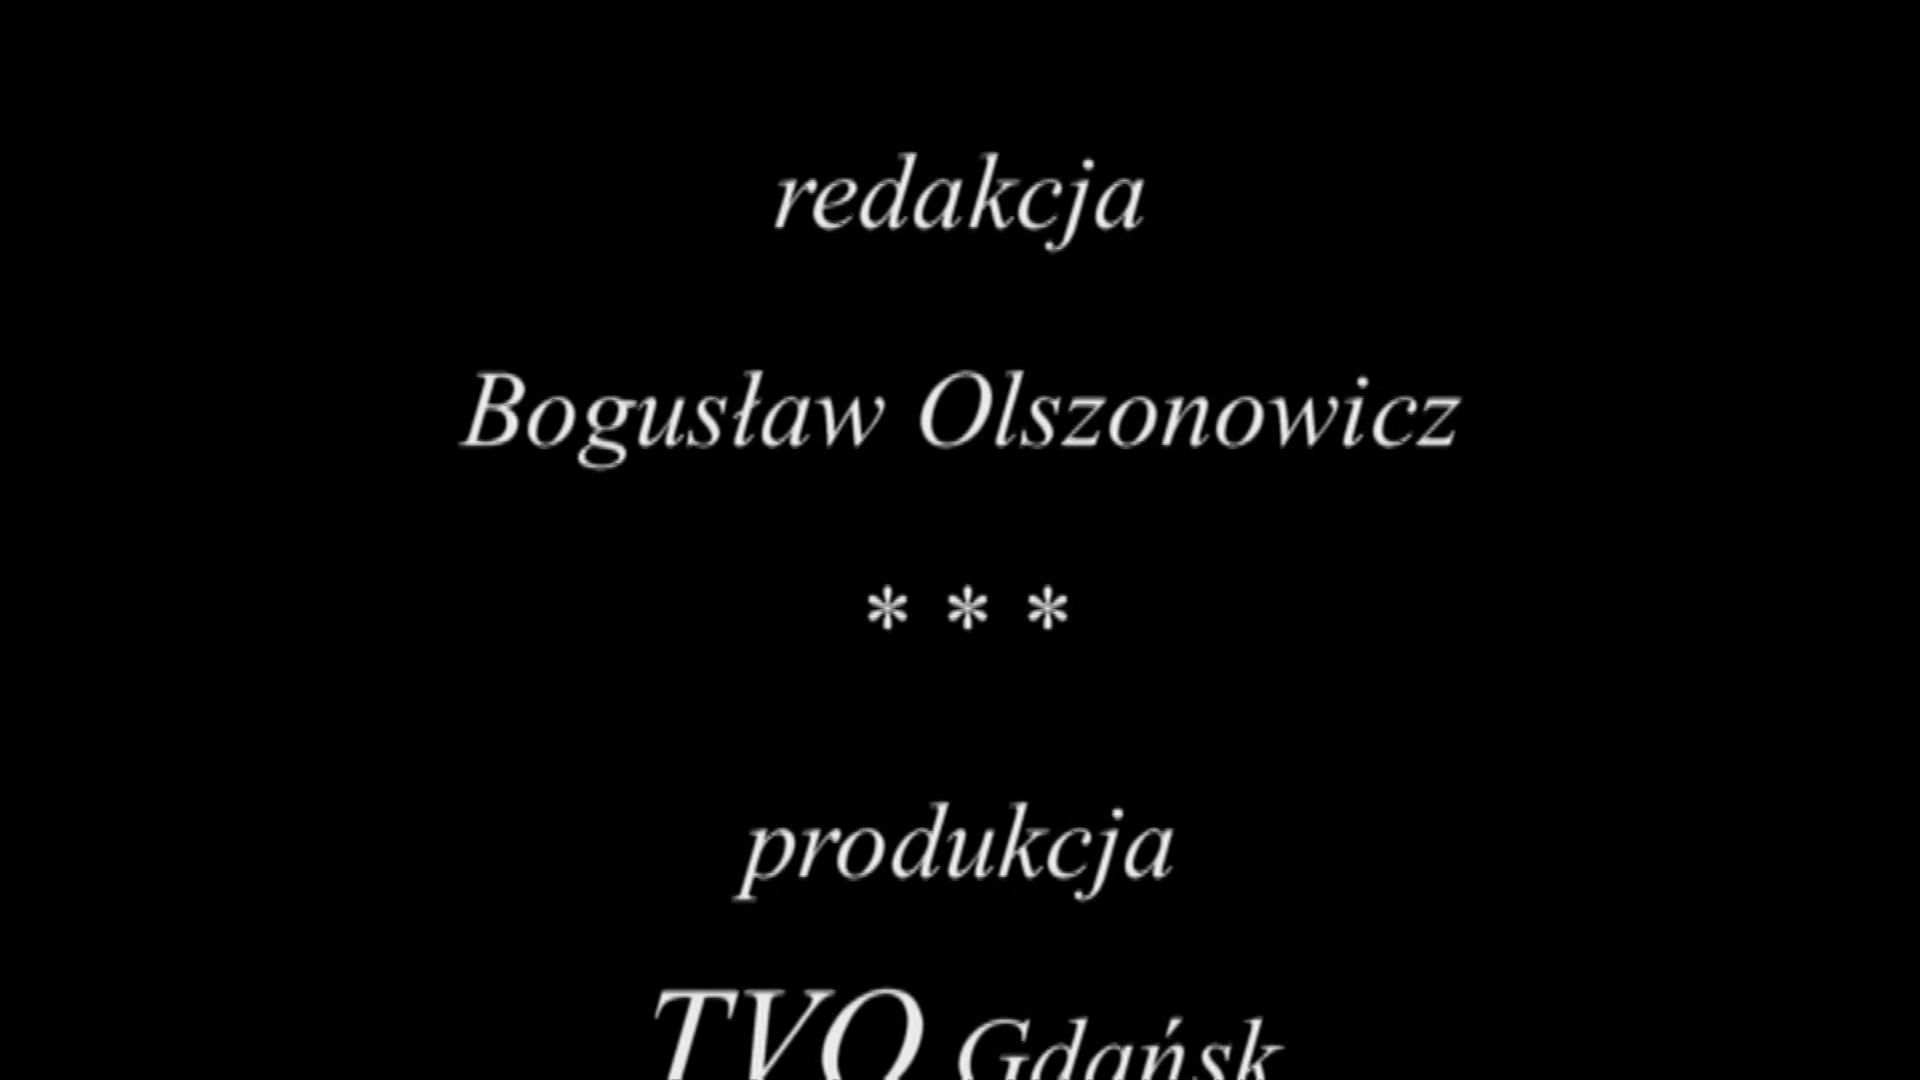 redakcja
Bogusław Olszonowicz
* * *
produkcja
TVO Gdańsk